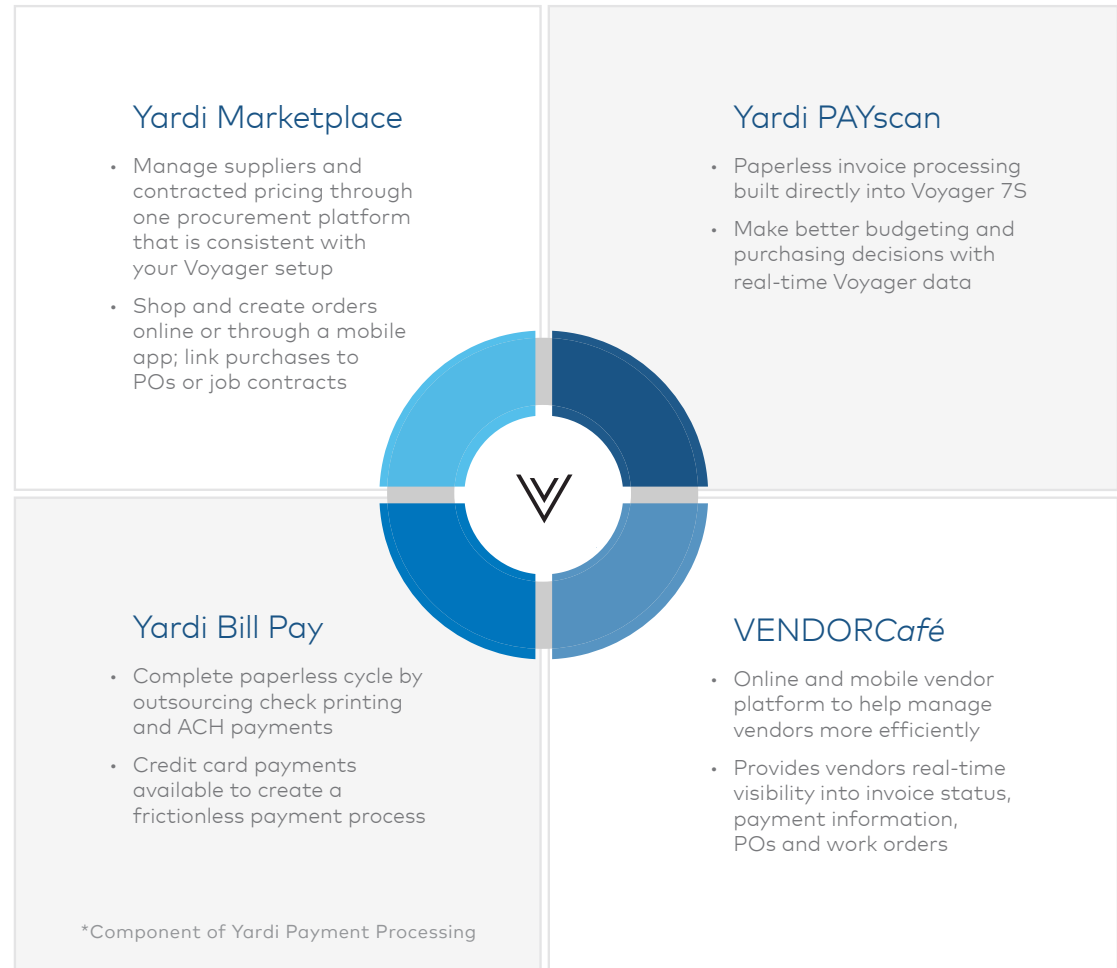 Yardi Marketplace
• Manage suppliers and
contracted pricing through
one procurement platform
that is consistent with
your Voyager setup
• Shop and create orders
online or through a mobile
app; link purchases to
POs or job contracts
Yardi PAYscan
• Paperless invoice processing
built directly into Voyager 7S
• Make better budgeting and
purchasing decisions with
real-time Voyager data
Yardi Bill Pay
• Complete paperless cycle by
outsourcing check printing
and ACH payments
• Credit card payments
available to create a
frictionless payment process
*Component of Yardi Payment Processing
VENDORCafé
• Online and mobile vendor
platform to help manage
vendors more efficiently
• Provides vendors real-time
visibility into invoice status,
payment information,
POs and work orders